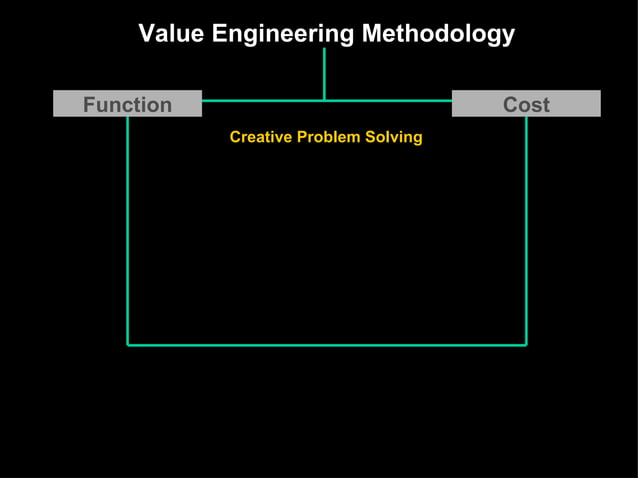 Value Engineering Methodology
Function
Cost
Creative Problem Solving